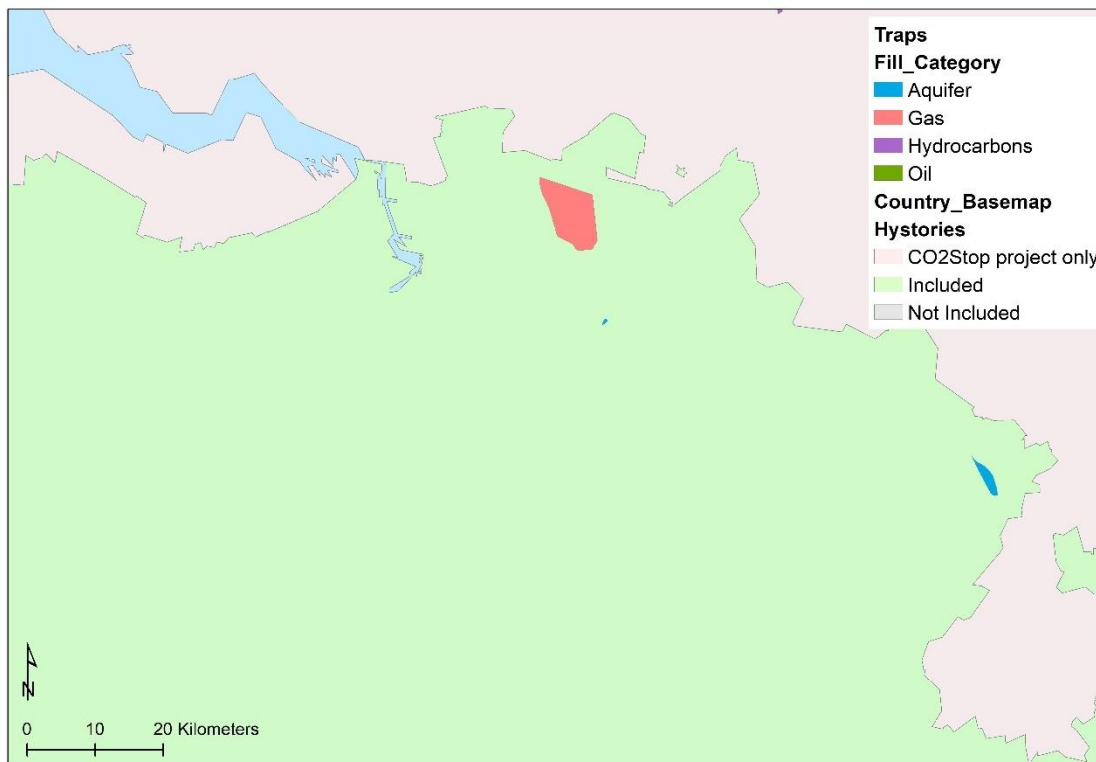 Traps
Fill_Category
Aquifer
Gas
Hydrocarbons
Oil
Country_Basemap
Hystories
CO2Stop project only
Included
Not Included
N
0 10 20 Kilometers